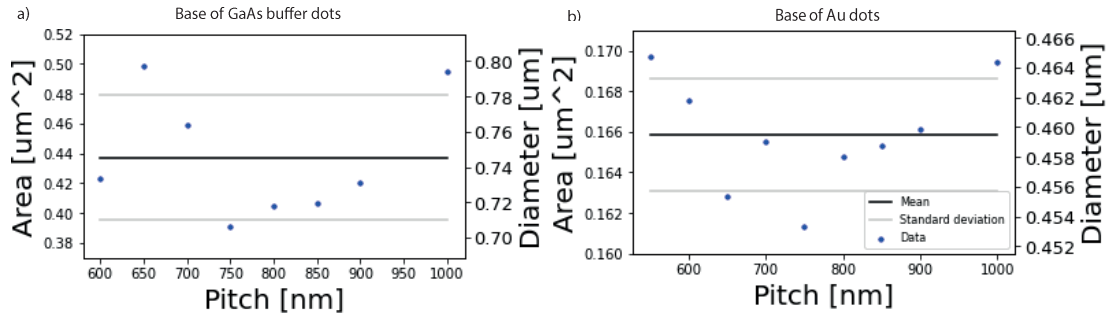 a)
Base of GaAs buffer dots
Area [um^2]
0.52
0.50
0.48
0.46
0.44
0.42
0.40
0.38
0.80
0.78
0.76
0.74
0.72
0.70
Diameter [um]
600 650 700 750 800 850 900 950 1000
Pitch [nm]
b)
Base of Au dots
Area [um^2]
0.170
0.168
0.166
0.164
0.162
0.160
0.466
0.464
0.462
0.460
0.458
0.456
0.454
0.452
Diameter [um]
Mean
Standard deviation
Data
600 700 800 900 1000
Pitch [nm]